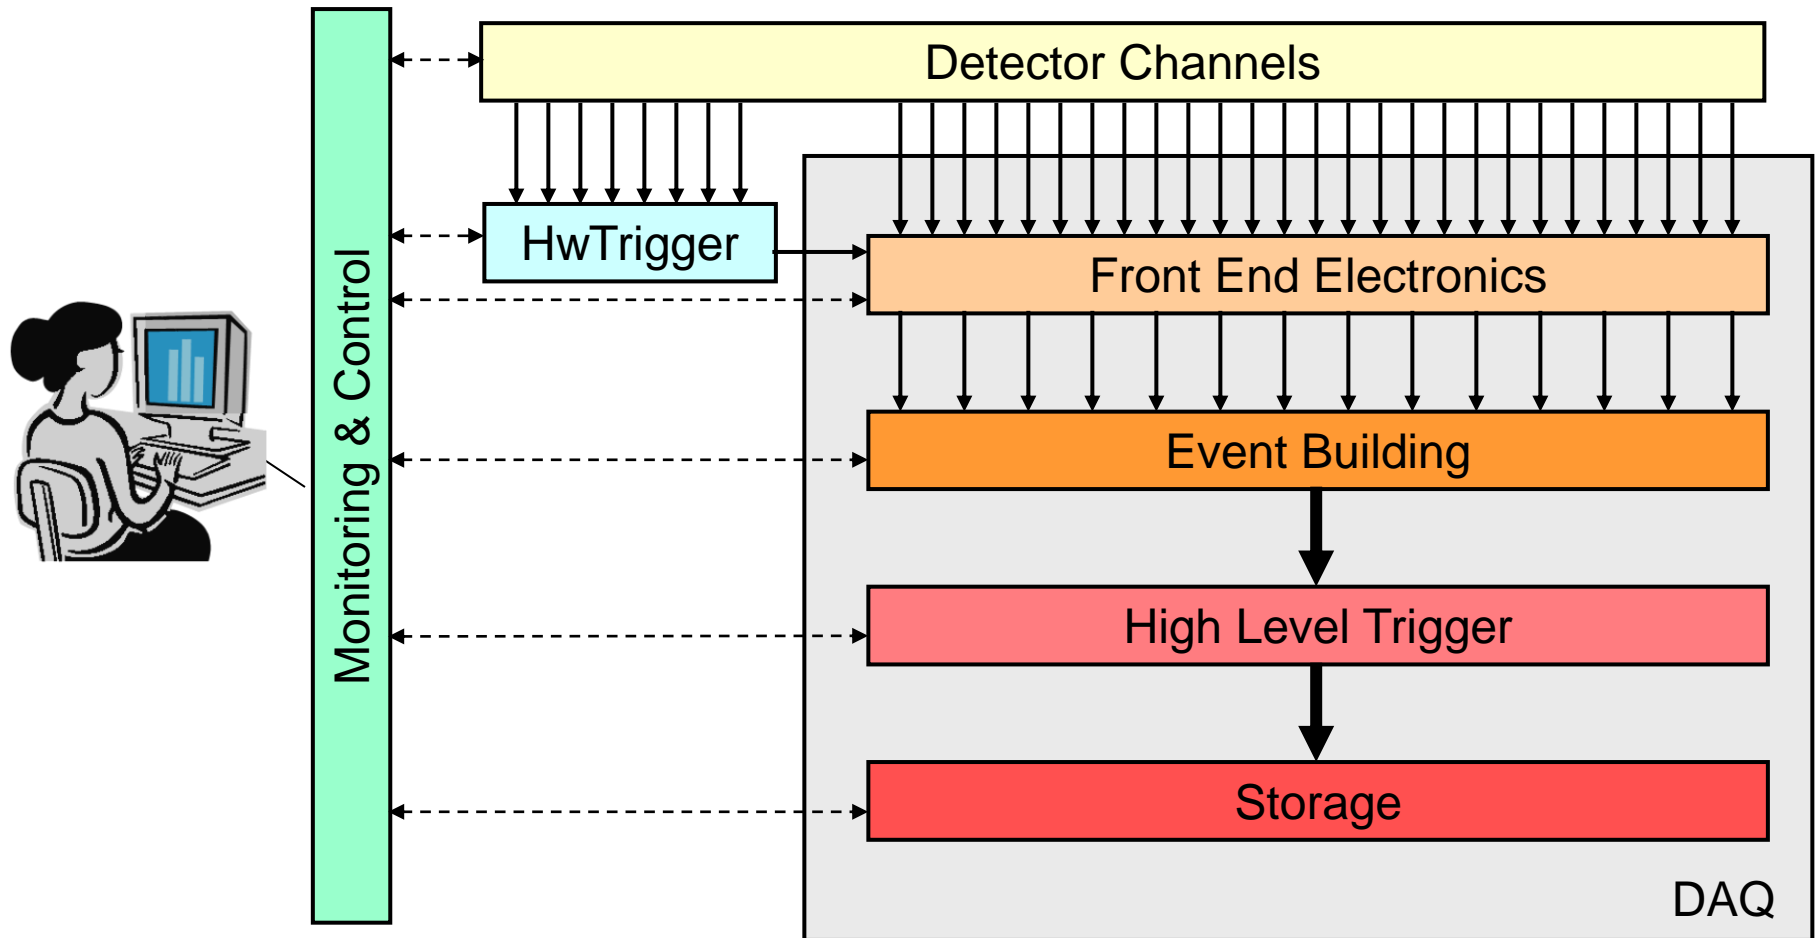 Detector Channels
HwTrigger
Front End Electronics
Monitoring & Control
Event Building
High Level Trigger
Storage
DAQ